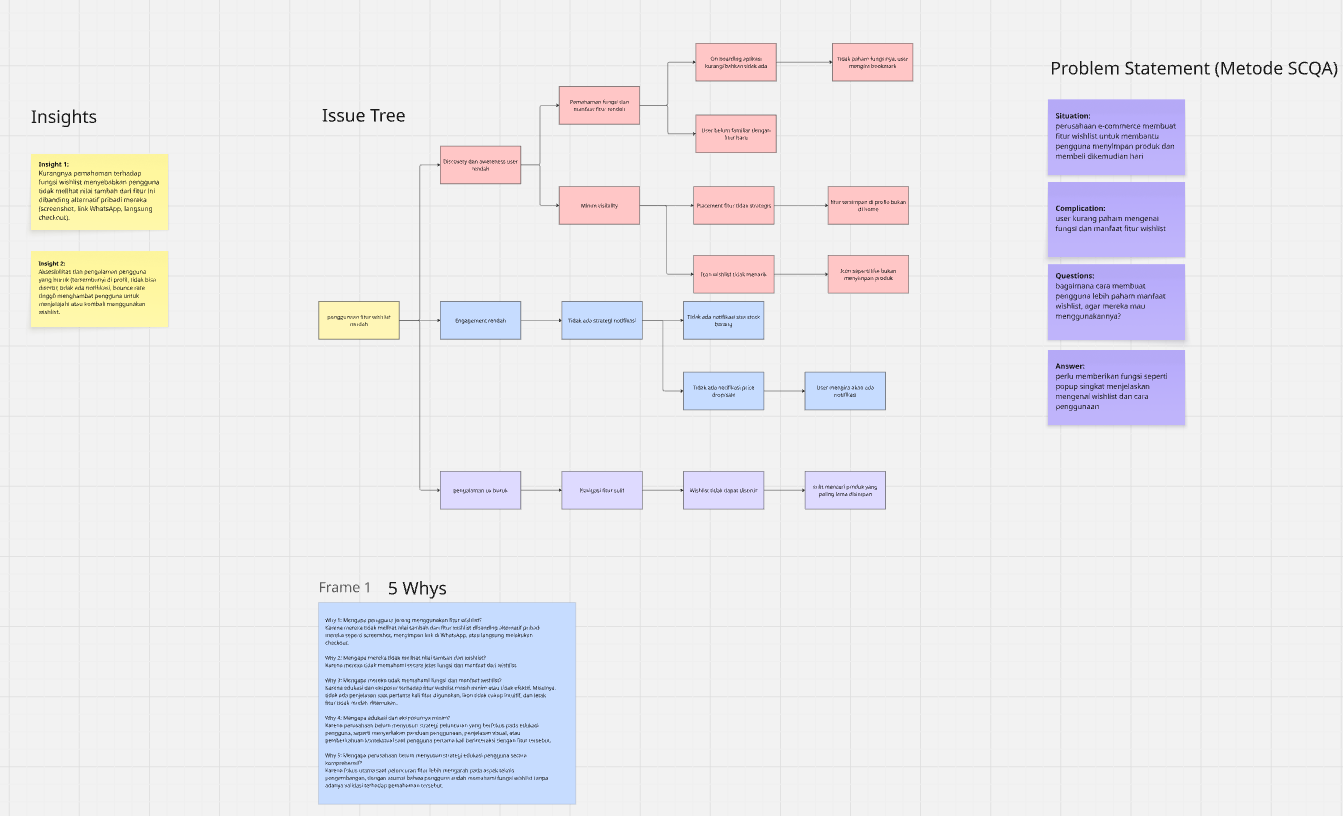 Insights
Insight 1:
Kurangnya pemahaman terhadap
fungsi wishlist menyebabkan pengguna
tidak melihat nilai tambah dari fitur ini
dibanding alternatif pribadi mereka
(screenshot, link WhatsApp, langsung
checkout).
Insight 2:
Aksesibilitas dan pengalaman pengguna
yang buruk (tersembunyi di profil, tidak bisa
disortir, tidak ada notifikasi, bounce rate
tinggi) menghambat pengguna untuk
menjelajahi atau kembali menggunakan
wishlist.
Issue Tree
penggunaan fitur wishlist
rendah
Discovery dan awareness user
rendah
Pemahaman fungsi dan
manfaat fitur rendah
On boarding aplikasi
kurang/bahkan tidak ada
Tidak paham fungsi-nya, user
mengira bookmark
User belum familiar dengan
fitur baru
Minim visibility
Placement fitur tidak strategis
fitur tersimpan di profile bukan
di home
Icon wishlist tidak menarik
Icon seperti like bukan
menyimpan produk
Engagement rendah
Tidak ada strategi notifikasi
Tidak ada notifikasi sisa stock
barang
Tidak ada notifikasi price
drop/sale
User mengira akan ada
notifikasi
pengalaman ux buruk
Navigasi fitur sulit
Wishlist tidak dapat disortir
sulit mencari produk yang
paling lama disimpan
Frame 1
5 Whys
Why 1: Mengapa pengguna jarang menggunakan fitur wishlist?
Karena mereka tidak melihat nilai tambah dari fitur wishlist dibanding alternatif pribadi
mereka seperti screenshot, menyimpan link di WhatsApp, atau langsung melakukan
checkout.
Why 2: Mengapa mereka tidak melihat nilai tambah dari wishlist?
Karena mereka tidak memahami secara jelas fungsi dan manfaat dari wishlist.
Why 3: Mengapa mereka tidak memahami fungsi dan manfaat wishlist?
Karena edukasi dan eksposur terhadap fitur wishlist masih minim atau tidak efektif. Misalnya,
tidak ada penjelasan saat pertama kali fitur digunakan, ikon tidak cukup intuitif, dan letak
fitur tidak mudah ditemukan.
Why 4: Mengapa edukasi dan eksposurnya minim?
Karena perusahaan belum menyusun strategi peluncuran yang berfokus pada edukasi
pengguna, seperti menyertakan panduan penggunaan, penjelasan visual, atau
pemberitahuan kontekstual saat pengguna pertama kali berinteraksi dengan fitur tersebut.
Why 5: Mengapa perusahaan belum menyusun strategi edukasi pengguna secara
komprehensif?
Karena fokus utama saat peluncuran fitur lebih mengarah pada aspek teknis
pengembangan, dengan asumsi bahwa pengguna sudah memahami fungsi wishlist tanpa
adanya validasi terhadap pemahaman tersebut.
Problem Statement (Metode SCQA)
Situation:
perusahaan e-commerce membuat
fitur wishlist untuk membantu
pengguna menyimpan produk dan
membeli dikemudian hari
Complication:
user kurang paham mengenai
fungsi dan manfaat fitur wishlist
Questions:
bagaimana cara membuat
pengguna lebih paham manfaat
wishlist, agar mereka mau
menggunakannya?
Answer:
perlu memberikan fungsi seperti
popup singkat menjelaskan
mengenai wishlist dan cara
penggunaan